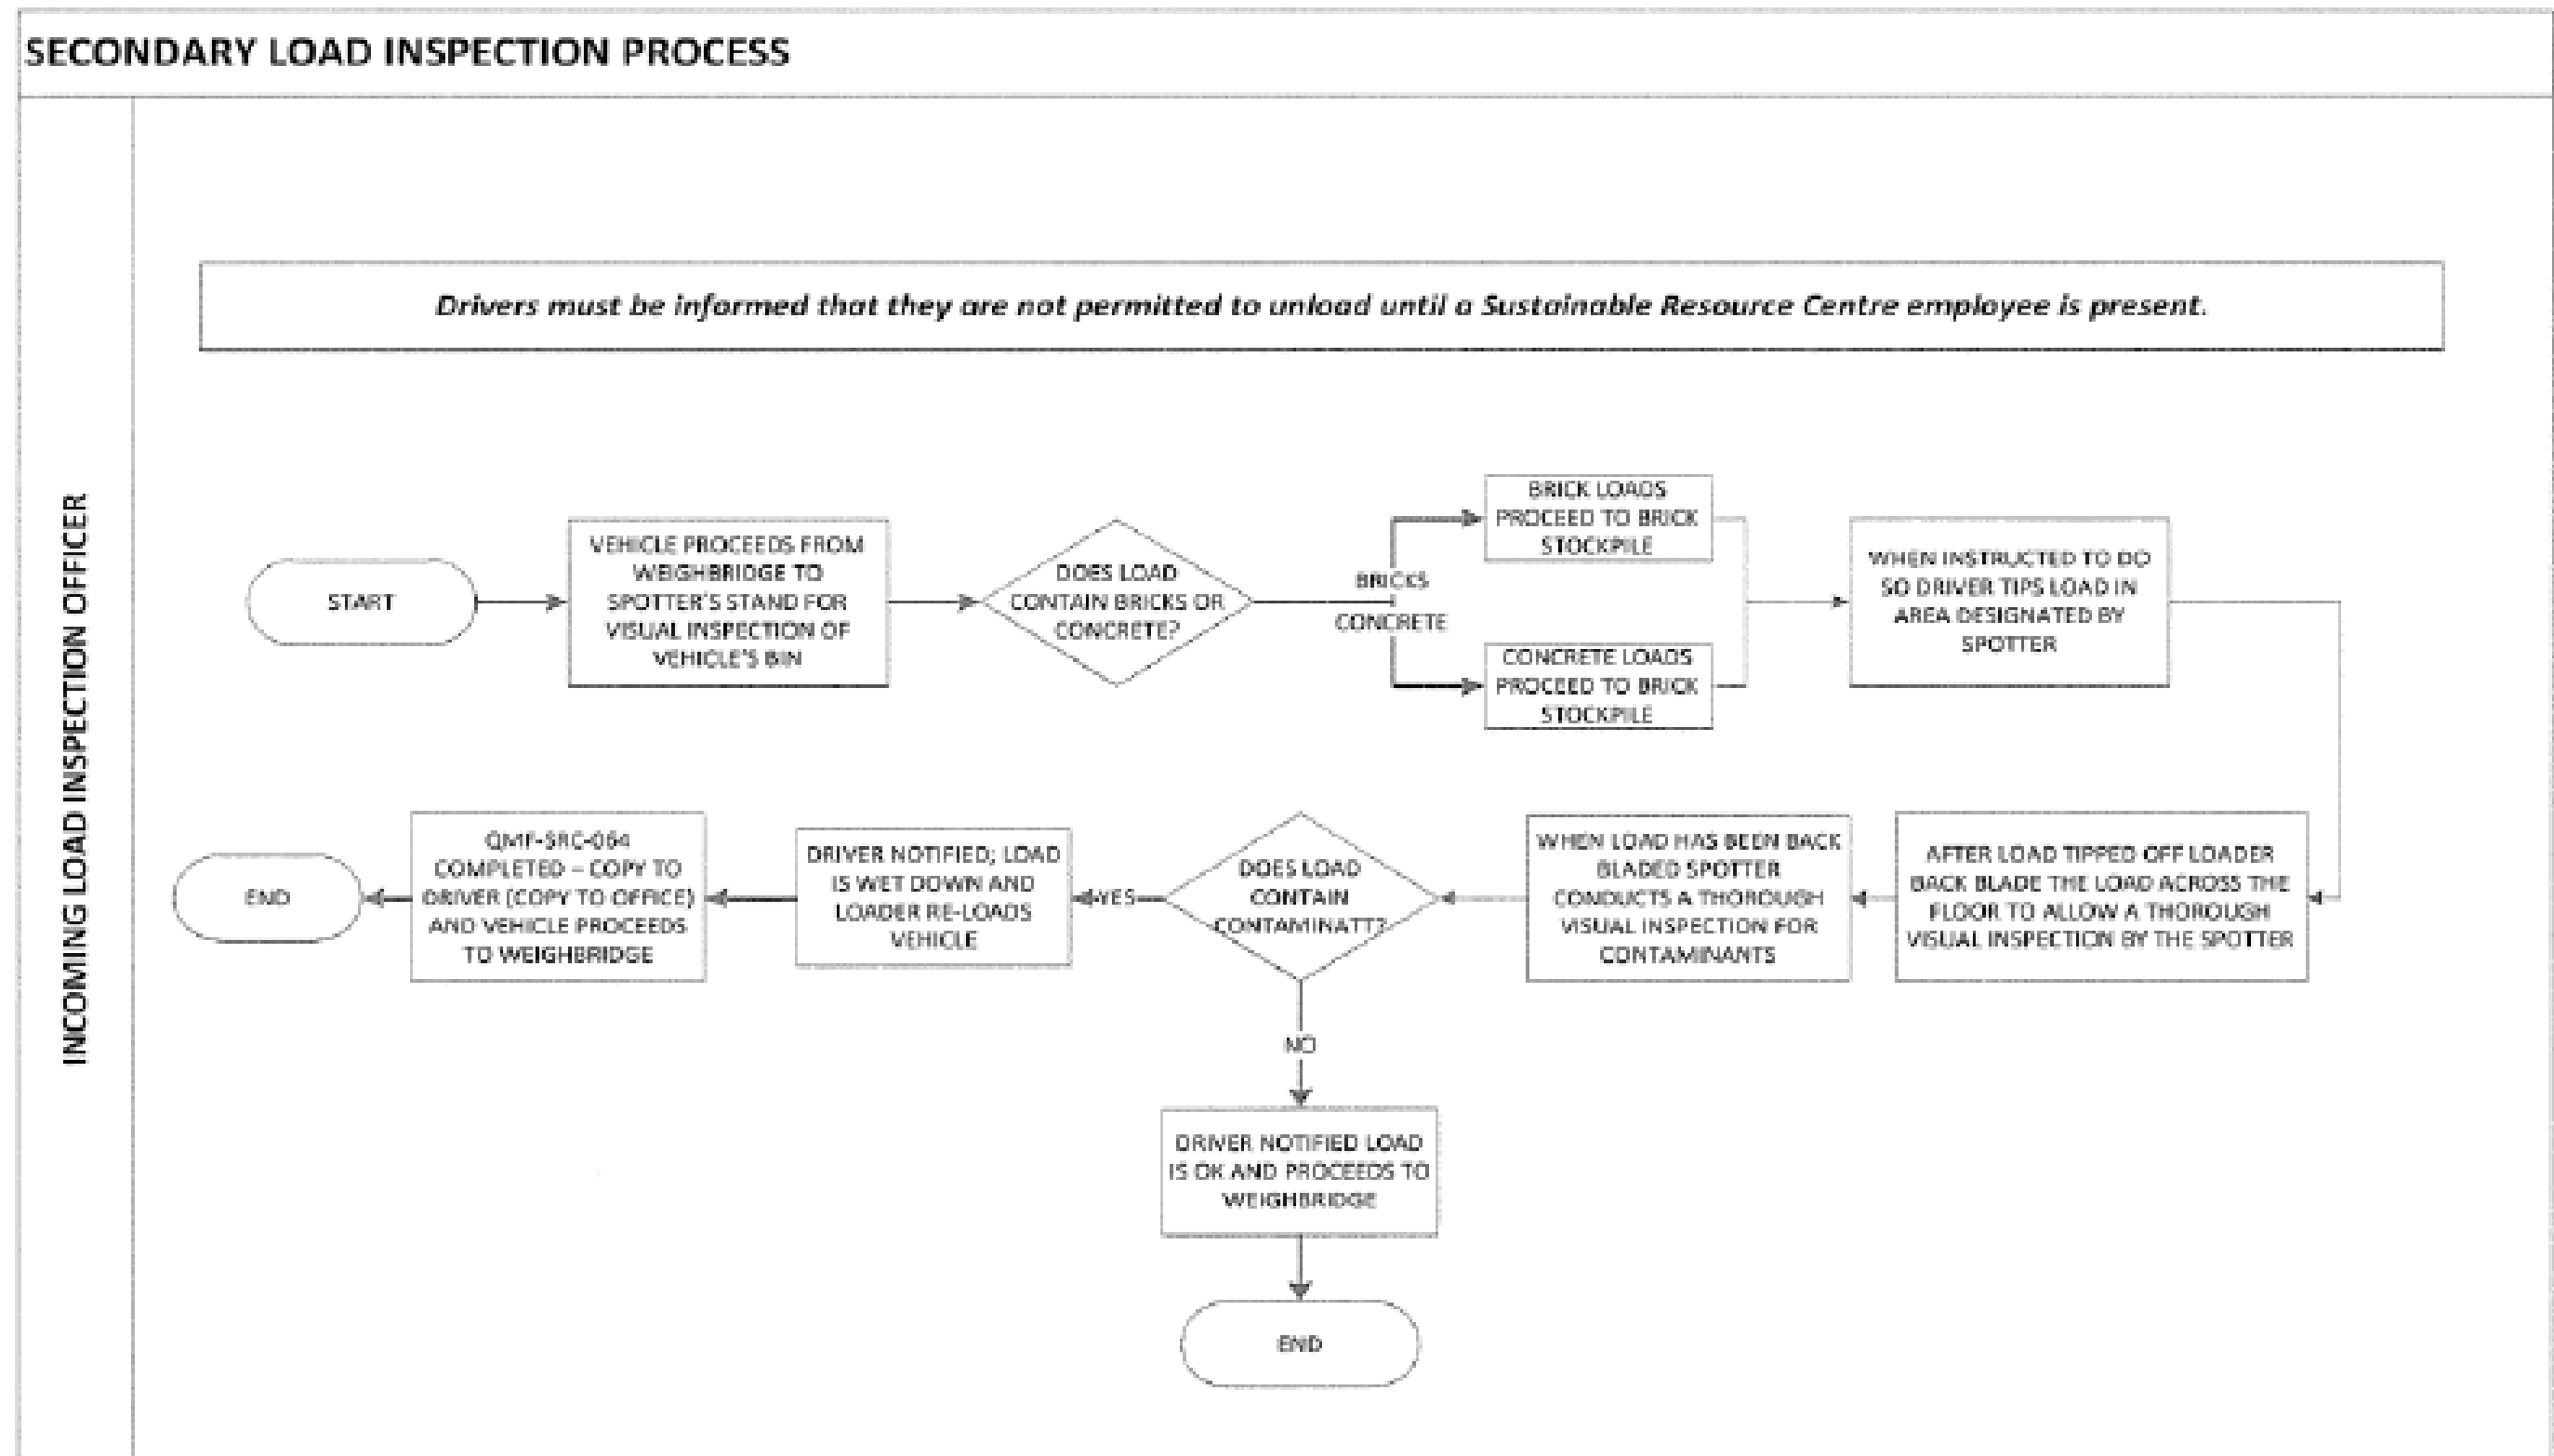 SECONDARY LOAD INSPECTION PROCESS
INCOMING LOAD INSPECTION OFFICER
Drivers must be informed that they are not permitted to unload until a Sustainable Resource Centre employee is present.
START
VEHICLE PROCEEDS FROM
WEIGHBRIDGE TO
SPOTTER'S STAND FOR
VISUAL INSPECTION OF
VEHICLE'S BIN
DOES LOAD
CONTAIN BRICKS OR
CONCRETE?
BRICKS
CONCRETE
BRICK LOADS
PROCEED TO BRICK
STOCKPILE
CONCRETE LOADS
PROCEED TO BRICK
STOCKPILE
WHEN INSTRUCTED TO DO
SO DRIVER TIPS LOAD IN
AREA DESIGNATED BY
SPOTTER
AFTER LOAD TIPPED OFF LOADER
BACK BLADE THE LOAD ACROSS THE
FLOOR TO ALLOW A THOROUGH
VISUAL INSPECTION BY THE SPOTTER
WHEN LOAD HAS BEEN BACK
BLADED SPOTTER
CONDUCTS A THOROUGH
VISUAL INSPECTION FOR
CONTAMINANTS
DOES LOAD
CONTAIN
CONTAMINATT?
YES
DRIVER NOTIFIED; LOAD
IS WET DOWN AND
LOADER RE-LOADS
VEHICLE
QMF-SRC-064
COMPLETED – COPY TO
DRIVER (COPY TO OFFICE)
AND VEHICLE PROCEEDS
TO WEIGHBRIDGE
END
NO
DRIVER NOTIFIED LOAD
IS OK AND PROCEEDS TO
WEIGHBRIDGE
END